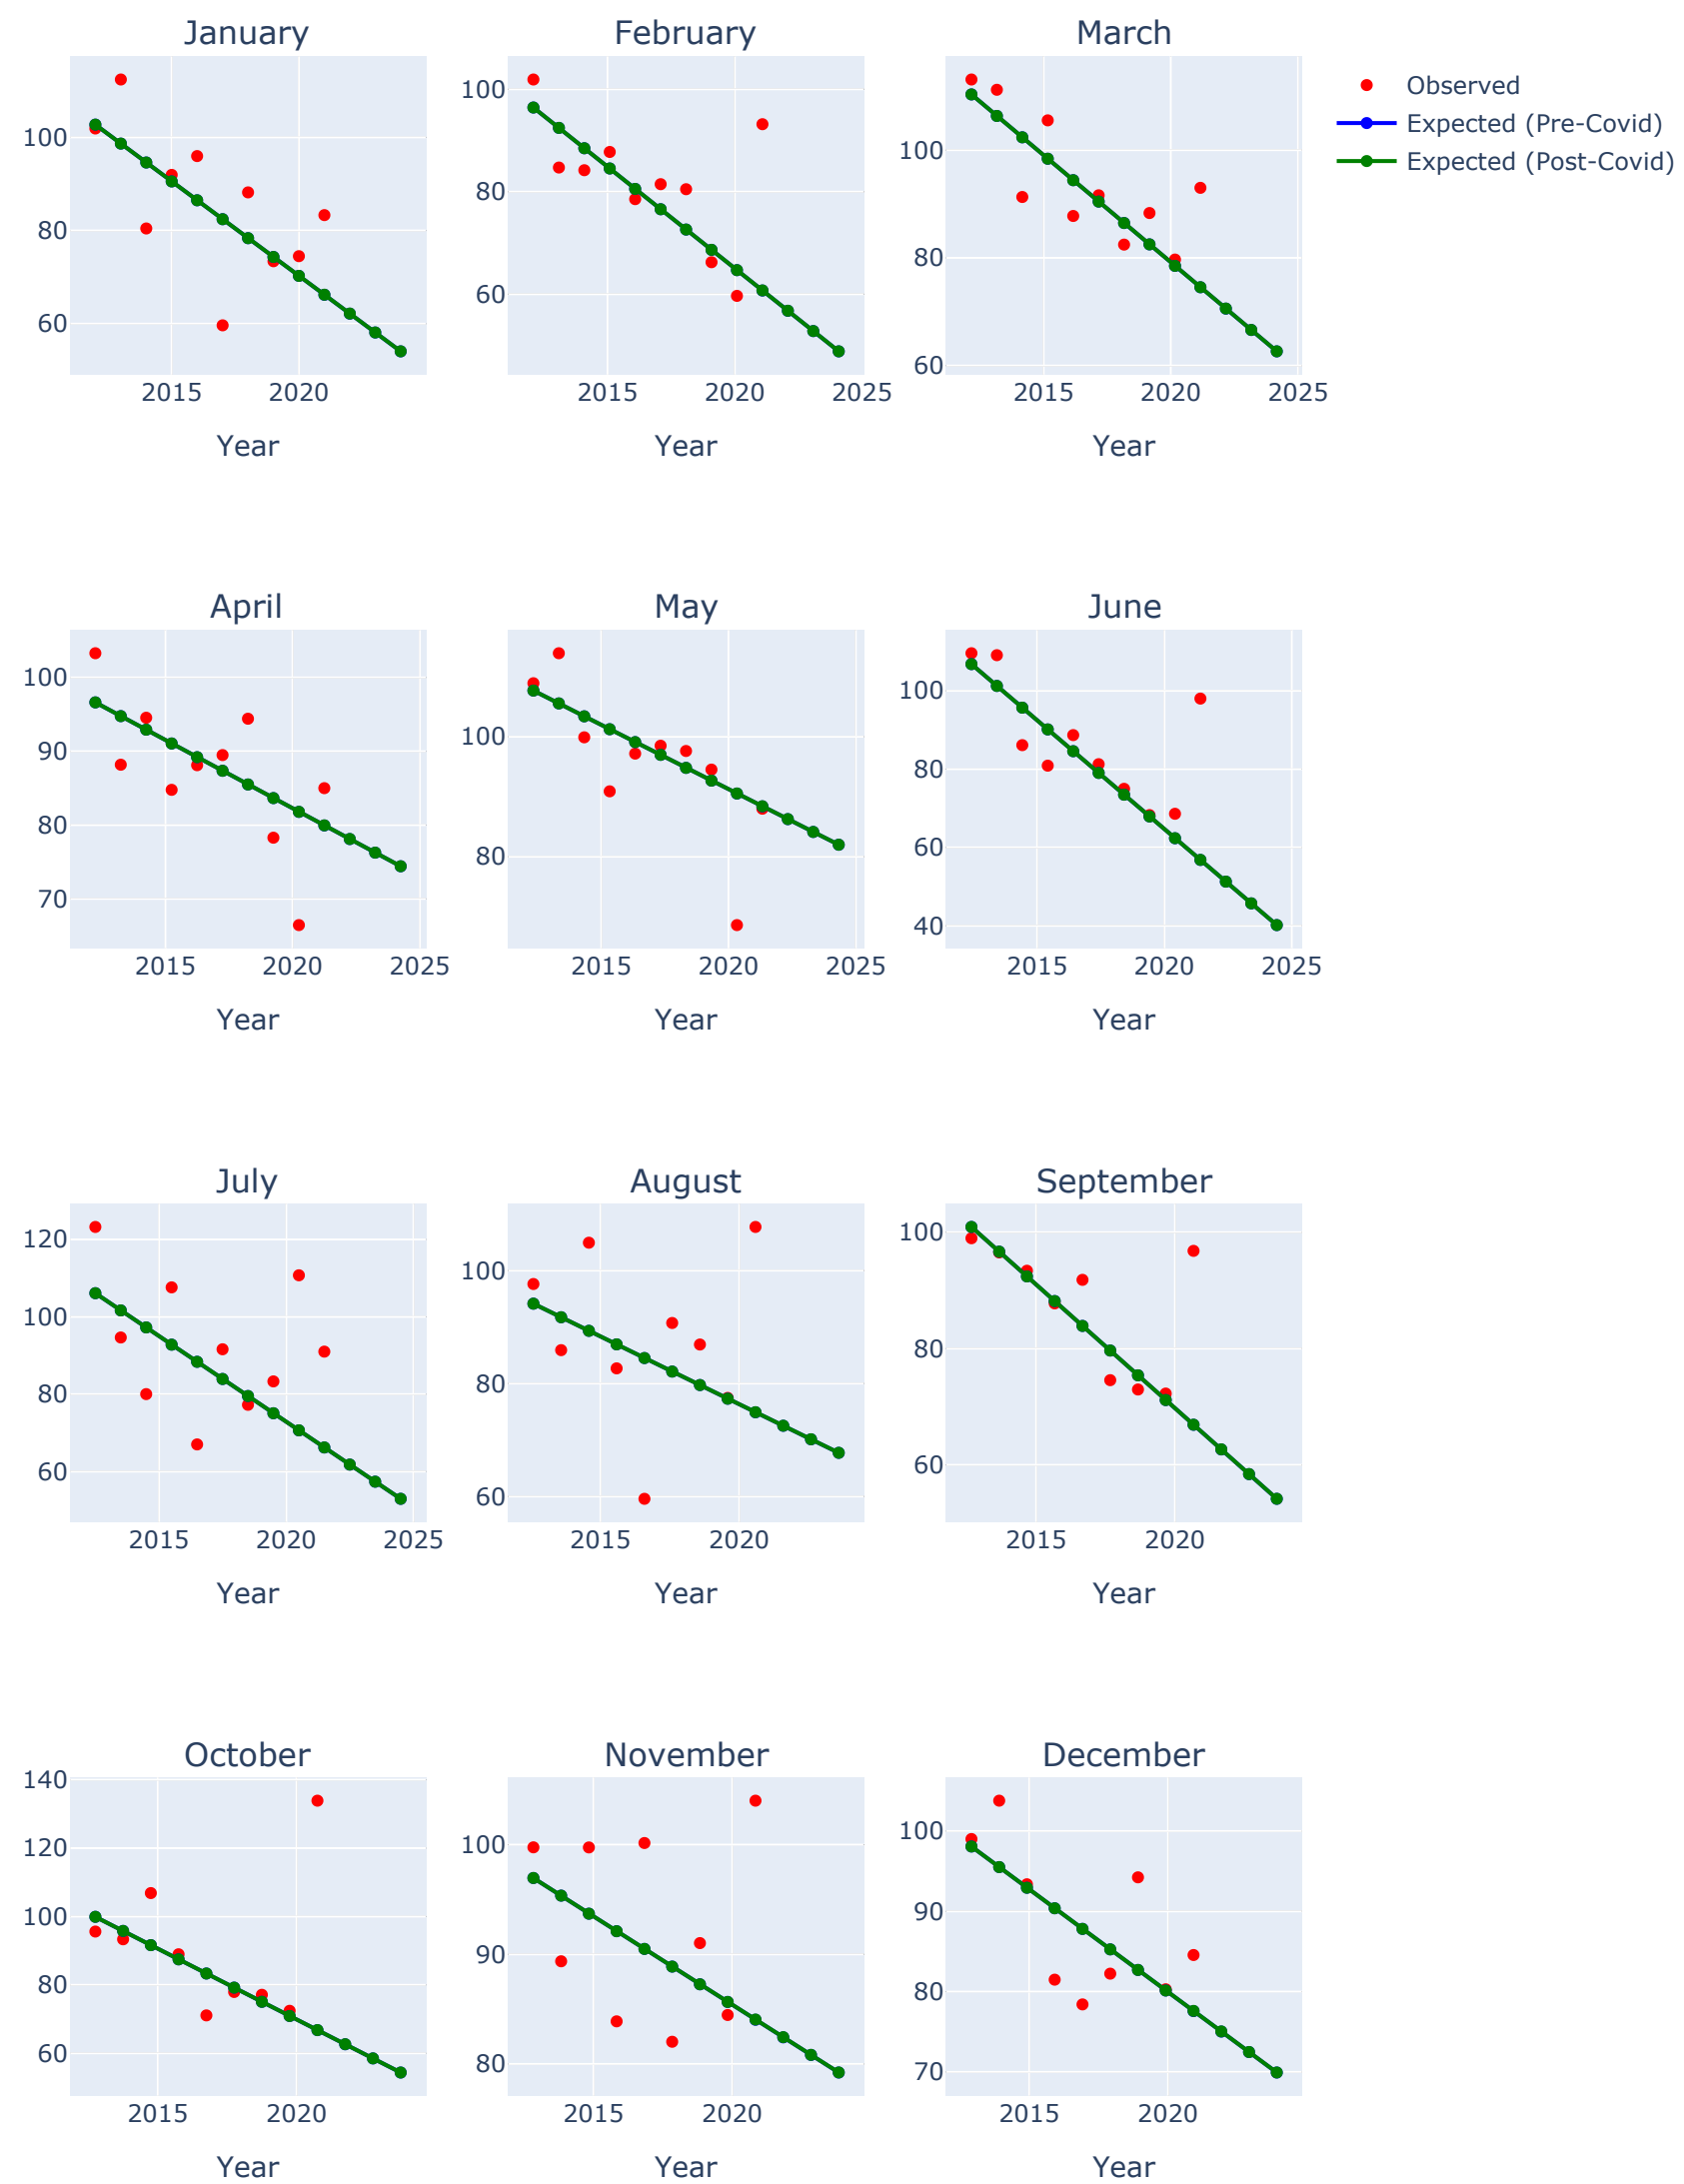 January February March
100
80
60
2015 2020
Year
100
80
60
2015 2020 2025
Year
100
80
60
2015 2020 2025
Year
Observed
Expected (Pre-Covid)
Expected (Post-Covid)
April May June
100
90
80
70
2015 2020 2025
Year
100
80
2015 2020 2025
Year
100
80
60
40
2015 2020 2025
Year
July August September
120
100
80
60
2015 2020 2025
Year
100
80
60
2015 2020
Year
100
80
60
2015 2020
Year
October November December
140
120
100
80
60
2015 2020
Year
100
90
80
2015 2020
Year
100
90
80
70
2015 2020
Year